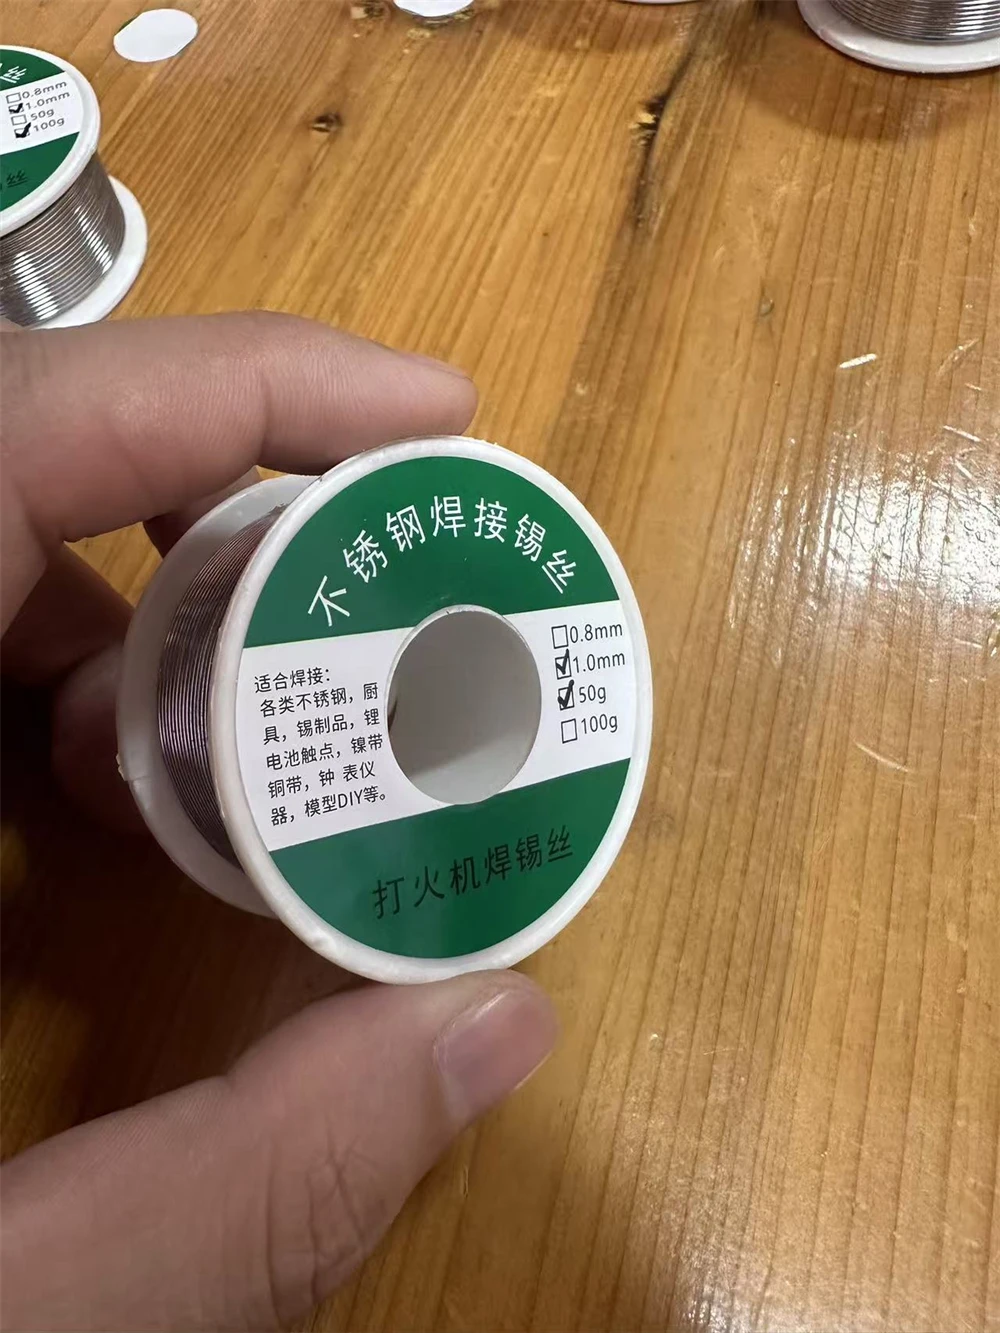 0.8mm
1.0mm
50g
100g
不锈钢焊接锡丝
适合焊接：
各类不锈钢，厨
具，锡制品，锂
电池触点，镍带
铜带，钟 表仪
器，模型DIY等。
0.8mm
1.0mm
50g
100g
打火机焊锡丝